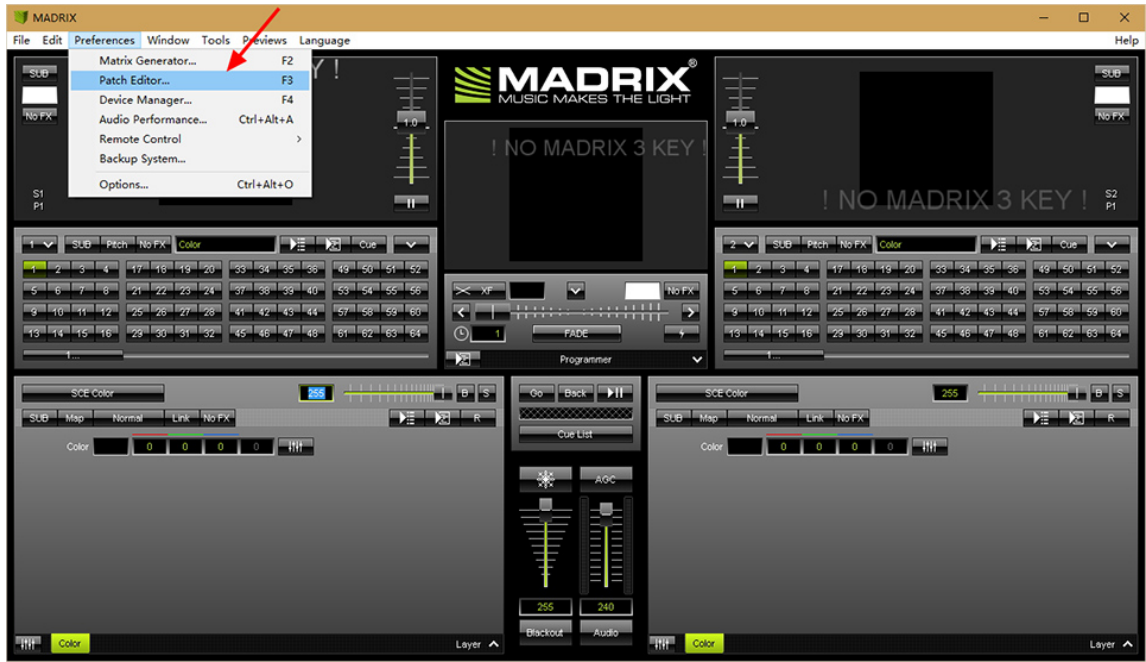 MADRIX
File Edit Preferences Window Tools Previews Language Help
Matrix Generator... F2
Patch Editor... F3
Device Manager... F4
Audio Performance... Ctrl+Alt+A
Remote Control
Backup System...
Options... Ctrl+Alt+O
SUB
No FX
S1
P1
Y !
1.0
MADRIX®
MUSIC MAKES THE LIGHT
! NO MADRIX 3 KEY !
1.0
! NO MADRIX 3 KEY !
SUB
No FX
S2
P1
1 SUB Pitch No FX Color Cue
1 2 3 4 17 18 19 20 33 34 35 36 49 50 51 52
5 6 7 8 21 22 23 24 37 38 39 40 53 54 55 56
9 10 11 12 25 26 27 28 41 42 43 44 57 58 59 60
13 14 15 16 29 30 31 32 45 46 47 48 61 62 63 64
1...
XF No FX
1 FADE
Programmer
2 SUB Pitch No FX Color Cue
1 2 3 4 17 18 19 20 33 34 35 36 49 50 51 52
5 6 7 8 21 22 23 24 37 38 39 40 53 54 55 56
9 10 11 12 25 26 27 28 41 42 43 44 57 58 59 60
13 14 15 16 29 30 31 32 45 46 47 48 61 62 63 64
1...
SCE Color 255 B S
SUB Map Normal Link No FX R
Color 0 0 0 0
Color Layer
Go Back
Cue List
AGC
255 240
Blackout Audio
SCE Color 255 B S
SUB Map Normal Link No FX R
Color 0 0 0 0
Color Layer